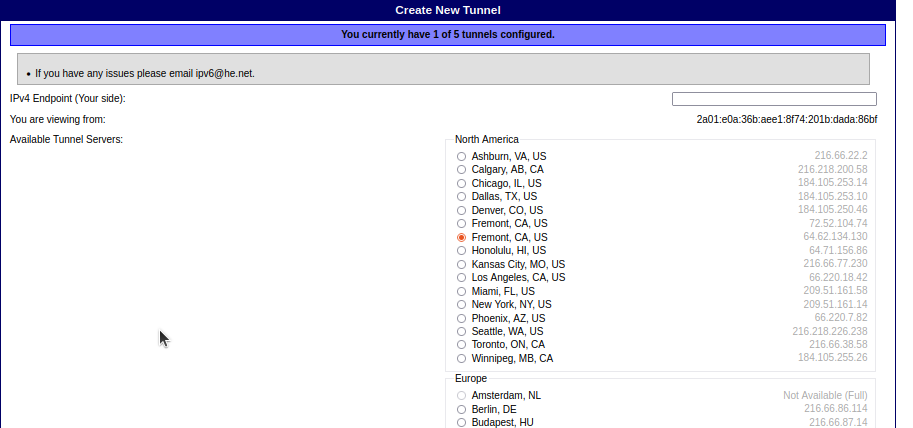 Create New Tunnel
You currently have 1 of 5 tunnels configured.
If you have any issues please email ipv6@he.net.
IPv4 Endpoint (Your side):
You are viewing from: 2a01:e0a:36b:aee1:8f74:201b:dada:86bf
Available Tunnel Servers:
North America
Ashburn, VA, US 216.66.22.2
Calgary, AB, CA 216.218.200.58
Chicago, IL, US 184.105.253.14
Dallas, TX, US 184.105.253.10
Denver, CO, US 184.105.250.46
Fremont, CA, US 72.52.104.74
Fremont, CA, US 64.62.134.130
Honolulu, HI, US 64.71.156.86
Kansas City, MO, US 216.66.77.230
Los Angeles, CA, US 66.220.18.42
Miami, FL, US 209.51.161.58
New York, NY, US 209.51.161.14
Phoenix, AZ, US 66.220.7.82
Seattle, WA, US 216.218.226.238
Toronto, ON, CA 216.66.38.58
Winnipeg, MB, CA 184.105.255.26
Europe
Amsterdam, NL Not Available (Full)
Berlin, DE 216.66.86.114
Budapest, HU 216.66.87.14